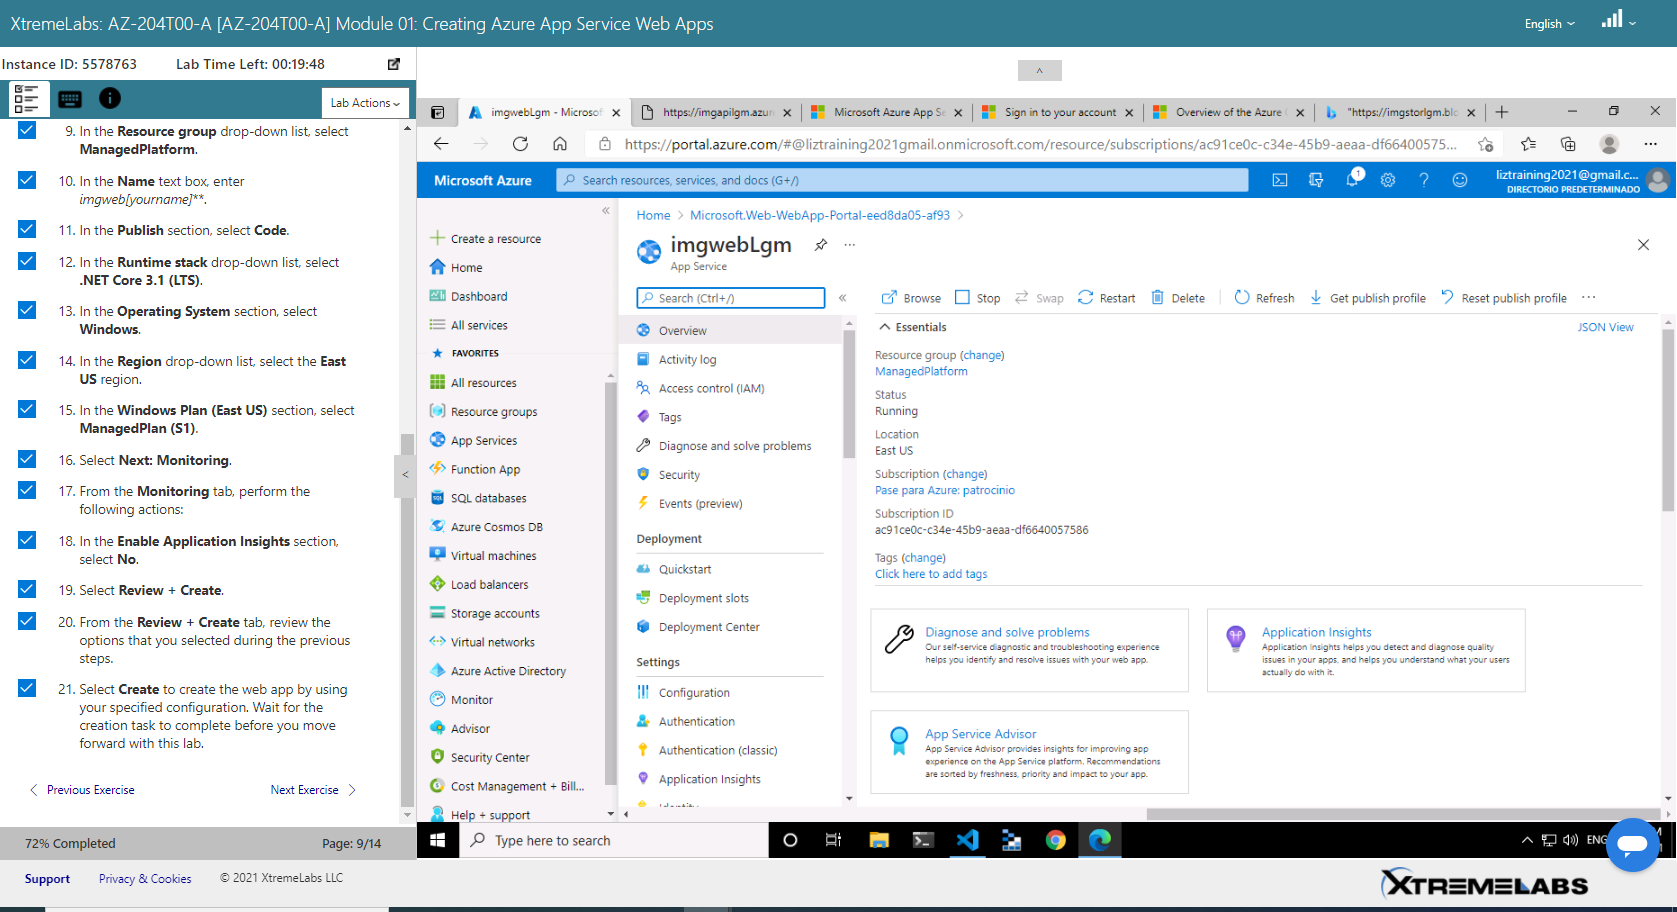 XtremeLabs: AZ-204T00-A [AZ-204T00-A] Module 01: Creating Azure App Service Web Apps
English
Instance ID: 5578763
Lab Time Left: 00:19:48
Lab Actions
9. In the Resource group drop-down list, select
ManagedPlatform.
10. In the Name text box, enter
imgweb[yourname]**.
11. In the Publish section, select Code.
12. In the Runtime stack drop-down list, select
.NET Core 3.1 (LTS).
13. In the Operating System section, select
Windows.
14. In the Region drop-down list, select the East
US region.
15. In the Windows Plan (East US) section, select
ManagedPlan (S1).
16. Select Next: Monitoring.
17. From the Monitoring tab, perform the
following actions:
18. In the Enable Application Insights section,
select No.
19. Select Review + Create.
20. From the Review + Create tab, review the
options that you selected during the previous
steps.
21. Select Create to create the web app by using
your specified configuration. Wait for the
creation task to complete before you move
forward with this lab.
< Previous Exercise
Next Exercise >
72% Completed
Page: 9/14
Support
Privacy & Cookies
© 2021 XtremeLabs LLC
imgwebLgm - Microsof
https://imgapilgm.azur
Microsoft Azure App Se
Sign in to your account
Overview of the Azure
"https://imgstorlgm.blo
https://portal.azure.com/#@liztraining2021gmail.onmicrosoft.com/resource/subscriptions/ac91ce0c-c34e-45b9-aeaa-df66400575...
Microsoft Azure
Search resources, services, and docs (G+/)
1
liztraining2021@gmail.c...
DIRECTORIO PREDETERMINADO
Create a resource
Home
Dashboard
All services
FAVORITES
All resources
Resource groups
App Services
Function App
SQL databases
Azure Cosmos DB
Virtual machines
Load balancers
Storage accounts
Virtual networks
Azure Active Directory
Monitor
Advisor
Security Center
Cost Management + Bill...
Help + support
Home > Microsoft.Web-WebApp-Portal-eed8da05-af93 >
imgwebLgm
App Service
Search (Ctrl+/)
Overview
Activity log
Access control (IAM)
Tags
Diagnose and solve problems
Security
Events (preview)
Deployment
Quickstart
Deployment slots
Deployment Center
Settings
Configuration
Authentication
Authentication (classic)
Application Insights
Identity
Browse
Stop
Swap
Restart
Delete
Refresh
Get publish profile
Reset publish profile
Essentials
JSON View
Resource group (change)
ManagedPlatform
Status
Running
Location
East US
Subscription (change)
Pase para Azure: patrocinio
Subscription ID
ac91ce0c-c34e-45b9-aeaa-df6640057586
Tags (change)
Click here to add tags
Diagnose and solve problems
Our self-service diagnostic and troubleshooting experience
helps you identify and resolve issues with your web app.
Application Insights
Application Insights helps you detect and diagnose quality
issues in your apps, and helps you understand what your users
actually do with it.
App Service Advisor
App Service Advisor provides insights for improving app
experience on the App Service platform. Recommendations
are sorted by freshness, priority and impact to your app.
Type here to search
ENG
XTREMELABS